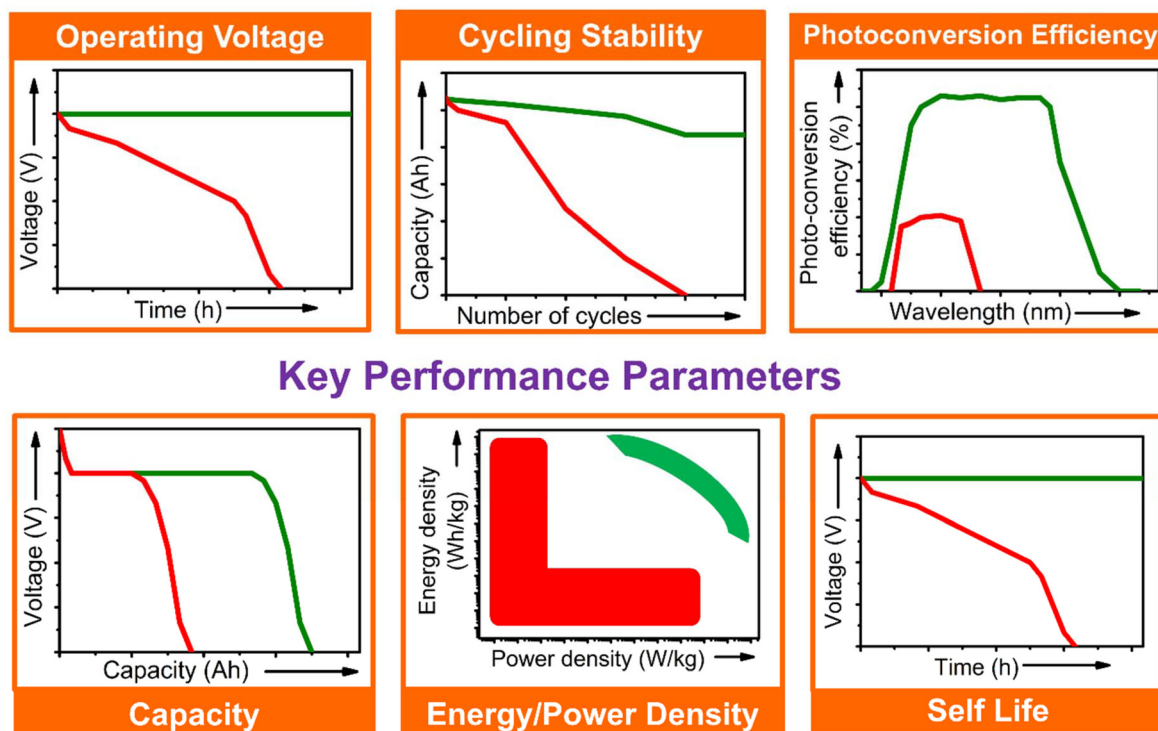 Operating Voltage
Voltage (V)
Time (h)
Cycling Stability
Capacity (Ah)
Number of cycles
Photoconversion Efficiency
Photo-conversion
efficiency (%)
Wavelength (nm)
Key Performance Parameters
Voltage (V)
Capacity (Ah)
Capacity
Energy density
(Wh/kg)
Power density (W/kg)
Energy/Power Density
Voltage (V)
Time (h)
Self Life